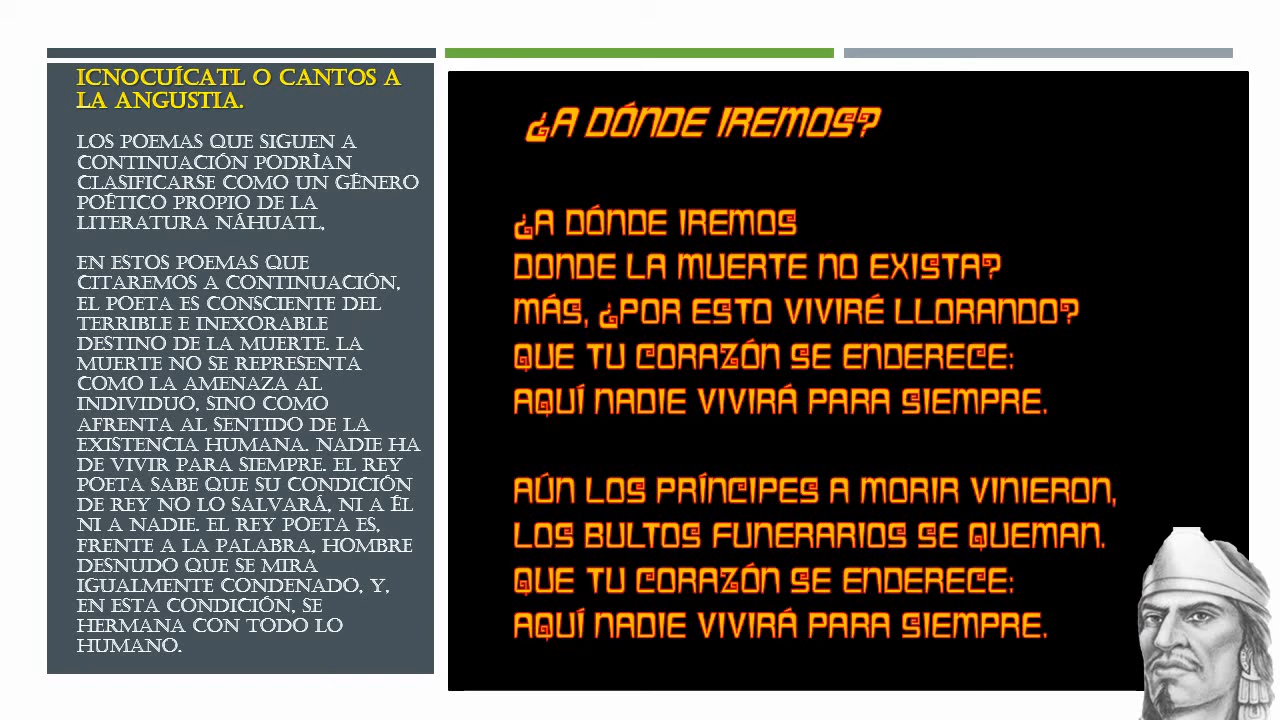 ICNOCUÍCATL O CANTOS A
LA ANGUSTIA.
LOS POEMAS QUE SIGUEN A
CONTINUACIÓN PODRÌAN
CLASIFICARSE COMO UN GÉNERO
POÉTICO PROPIO DE LA
LITERATURA NÁHUATL,
EN ESTOS POEMAS QUE
CITAREMOS A CONTINUACIÓN,
EL POETA ES CONSCIENTE DEL
TERRIBLE E INEXORABLE
DESTINO DE LA MUERTE. LA
MUERTE NO SE REPRESENTA
COMO LA AMENAZA AL
INDIVIDUO, SINO COMO
AFRENTA AL SENTIDO DE LA
EXISTENCIA HUMANA. NADIE HA
DE VIVIR PARA SIEMPRE. EL REY
POETA SABE QUE SU CONDICIÓN
DE REY NO LO SALVARÁ, NI A ÉL
NI A NADIE. EL REY POETA ES,
FRENTE A LA PALABRA, HOMBRE
DESNUDO QUE SE MIRA
IGUALMENTE CONDENADO, Y,
EN ESTA CONDICIÓN, SE
HERMANA CON TODO LO
HUMANO.
¿A DÓNDE IREMOS?
¿A DÓNDE IREMOS
DONDE LA MUERTE NO EXISTA?
MÁS, ¿POR ESTO VIVIRÉ LLORANDO?
QUE TU CORAZÓN SE ENDERECE:
AQUÍ NADIE VIVIRÁ PARA SIEMPRE.
AÚN LOS PRÍNCIPES A MORIR VINIERON,
LOS BULTOS FUNERARIOS SE QUEMAN.
QUE TU CORAZÓN SE ENDERECE:
AQUÍ NADIE VIVIRÁ PARA SIEMPRE.